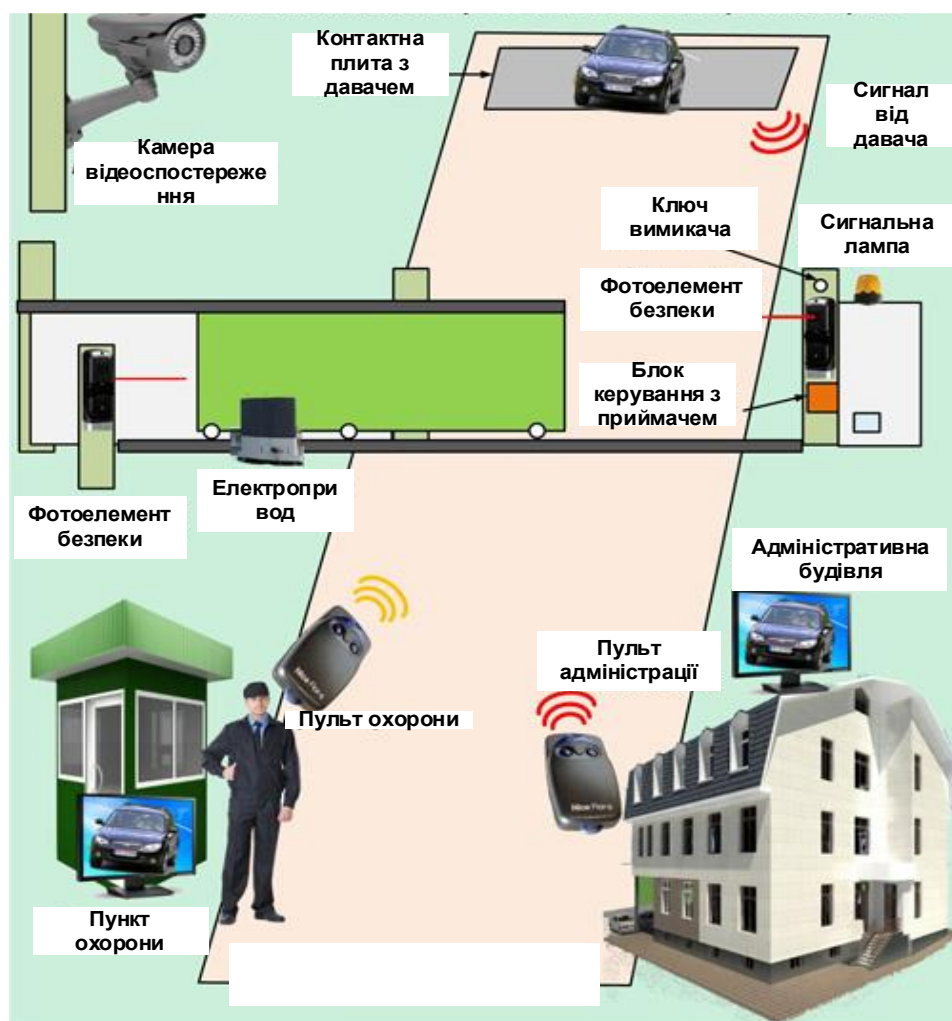 Контактна
плита з
давачем
Сигнал
від
давача
Камера
відеоспостереже
ння
Ключ
вимикача
Сигнальна
лампа
Фотоелемент
безпеки
Блок
керування з
приймачем
Електропри
вод
Фотоелемент
безпеки
Адміністративна
будівля
Пульт
адміністрації
Пульт охорони
Пункт
охорони